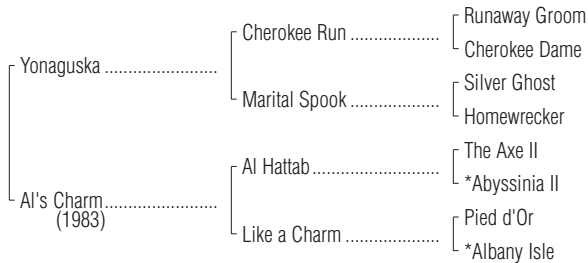 Runaway Groom
Cherokee Run ....................
Cherokee Dame
Yonaguska .........................
Silver Ghost
Marital Spook ....................
Homewrecker
The Axe II
Al Hattab ............................
*Abyssinia II
Al's Charm .........................
(1983)
Pied d'Or
Like a Charm .....................
*Albany Isle